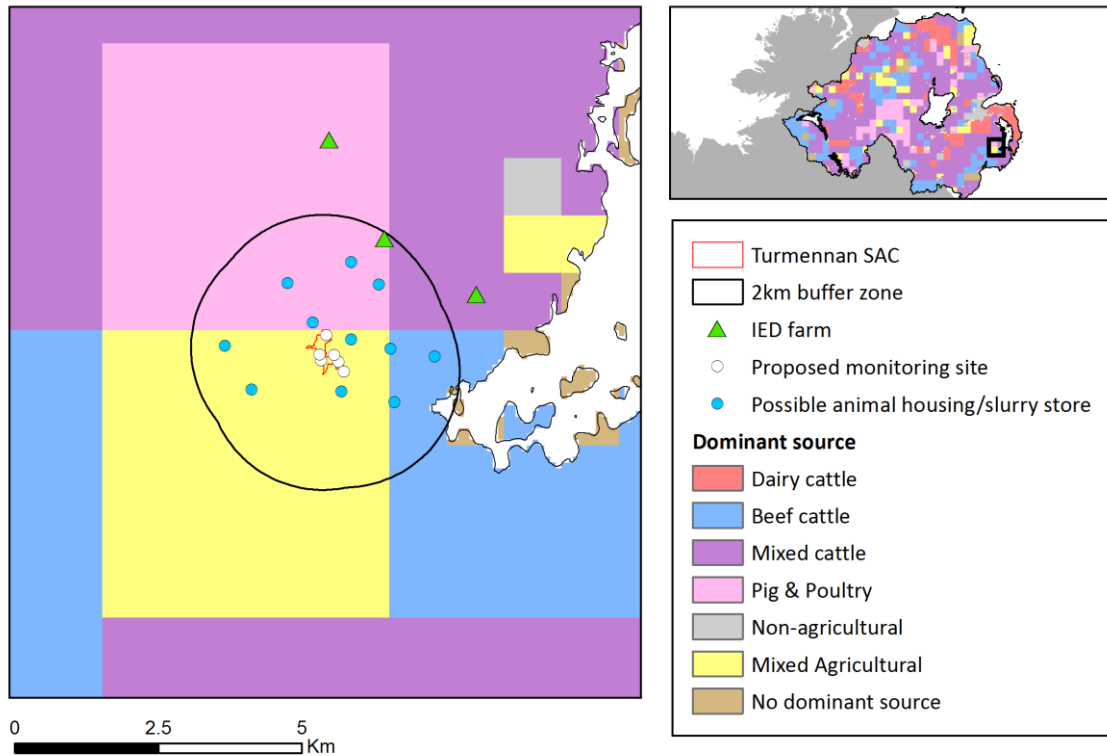 Turmennan SAC
2km buffer zone
IED farm
Proposed monitoring site
Possible animal housing/slurry store
Dominant source
Dairy cattle
Beef cattle
Mixed cattle
Pig & Poultry
Non-agricultural
Mixed Agricultural
No dominant source
0 2.5 5
Km